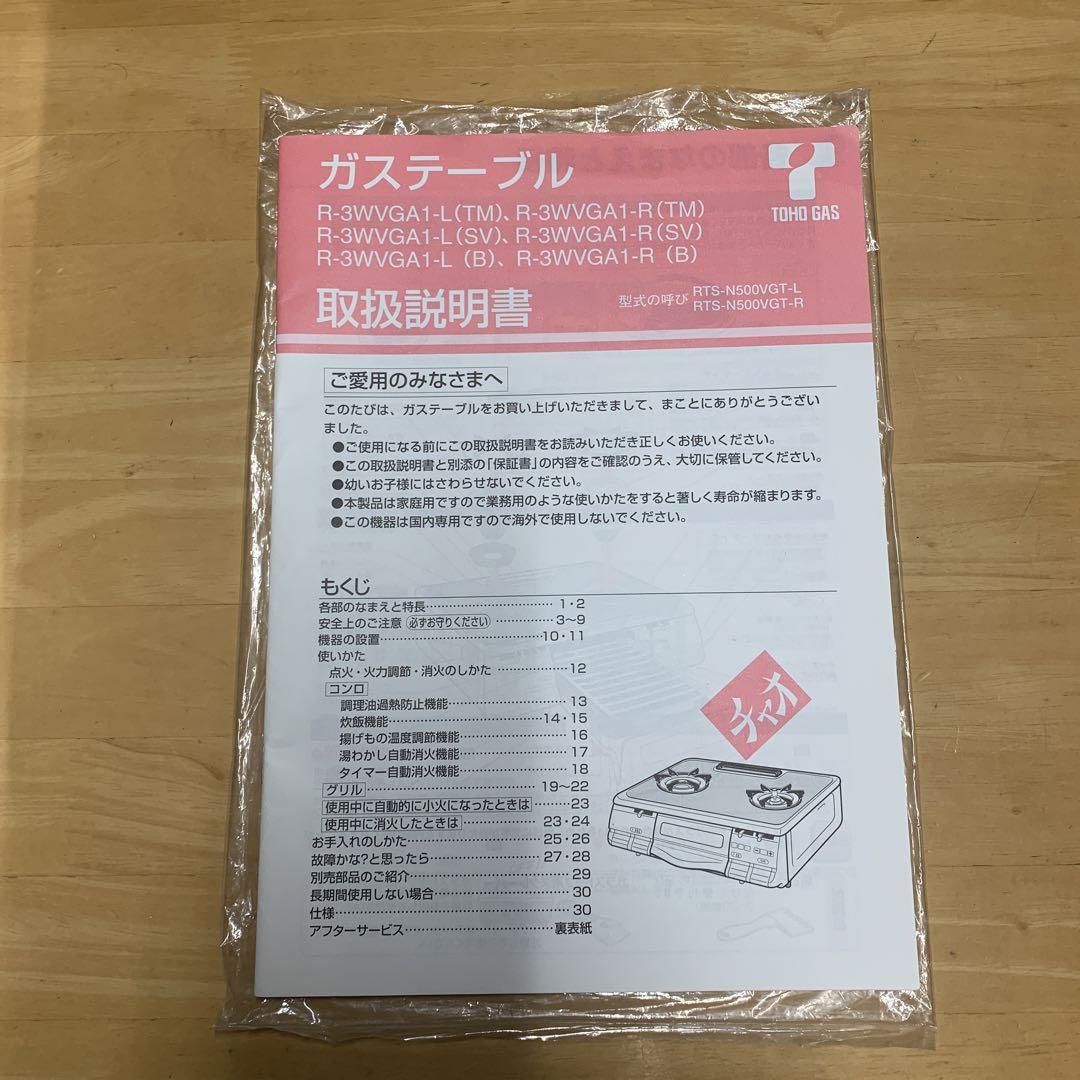 ガステーブル
TOHO GAS
R-3WVGA1-L(TM)、R-3WVGA1-R(TM)
R-3WVGA1-L(SV)、R-3WVGA1-R(SV)
R-3WVGA1-L (B)、R-3WVGA1-R (B)
取扱説明書
型式の呼び RTS-N500VGT-L
RTS-N500VGT-R
ご愛用のみなさまへ
このたびは、ガステーブルをお買い上げいただきまして、まことにありがとうござい
ました。
●ご使用になる前にこの取扱説明書をお読みいただき正しくお使いください。
●この取扱説明書と別添の「保証書」の内容をご確認のうえ、大切に保管してください。
●幼いお子様にはさわらせないでください。
●本製品は家庭用ですので業務用のような使いかたをすると著しく寿命が縮まります。
●この機器は国内専用ですので海外で使用しないでください。
もくじ
各部のなまえと特長……………………………1・2
安全上のご注意 必ずお守りください ……………3〜9
機器の設置……………………………………10・11
使いかた
点火・火力調節・消火のしかた ………………12
コンロ
調理油過熱防止機能……………………………13
炊飯機能……………………………………14・15
揚げもの温度調節機能…………………………16
湯わかし自動消火機能…………………………17
タイマー自動消火機能…………………………18
グリル………………………………………19〜22
使用中に自動的に小火になったときは………23
使用中に消火したときは…………………23・24
お手入れのしかた……………………………25・26
故障かな?と思ったら………………………27・28
別売部品のご紹介………………………………29
長期間使用しない場合…………………………30
仕様………………………………………………30
アフターサービス…………………………裏表紙
チャオ